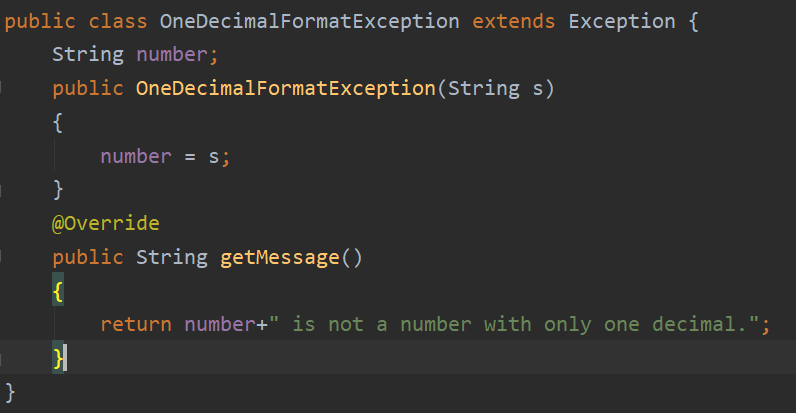 public class OneDecimalFormatException extends Exception {
    String number;
    public OneDecimalFormatException(String s)
    {
        number = s;
    }
    @Override
    public String getMessage()
    {
        return number+" is not a number with only one decimal.";
    }
}